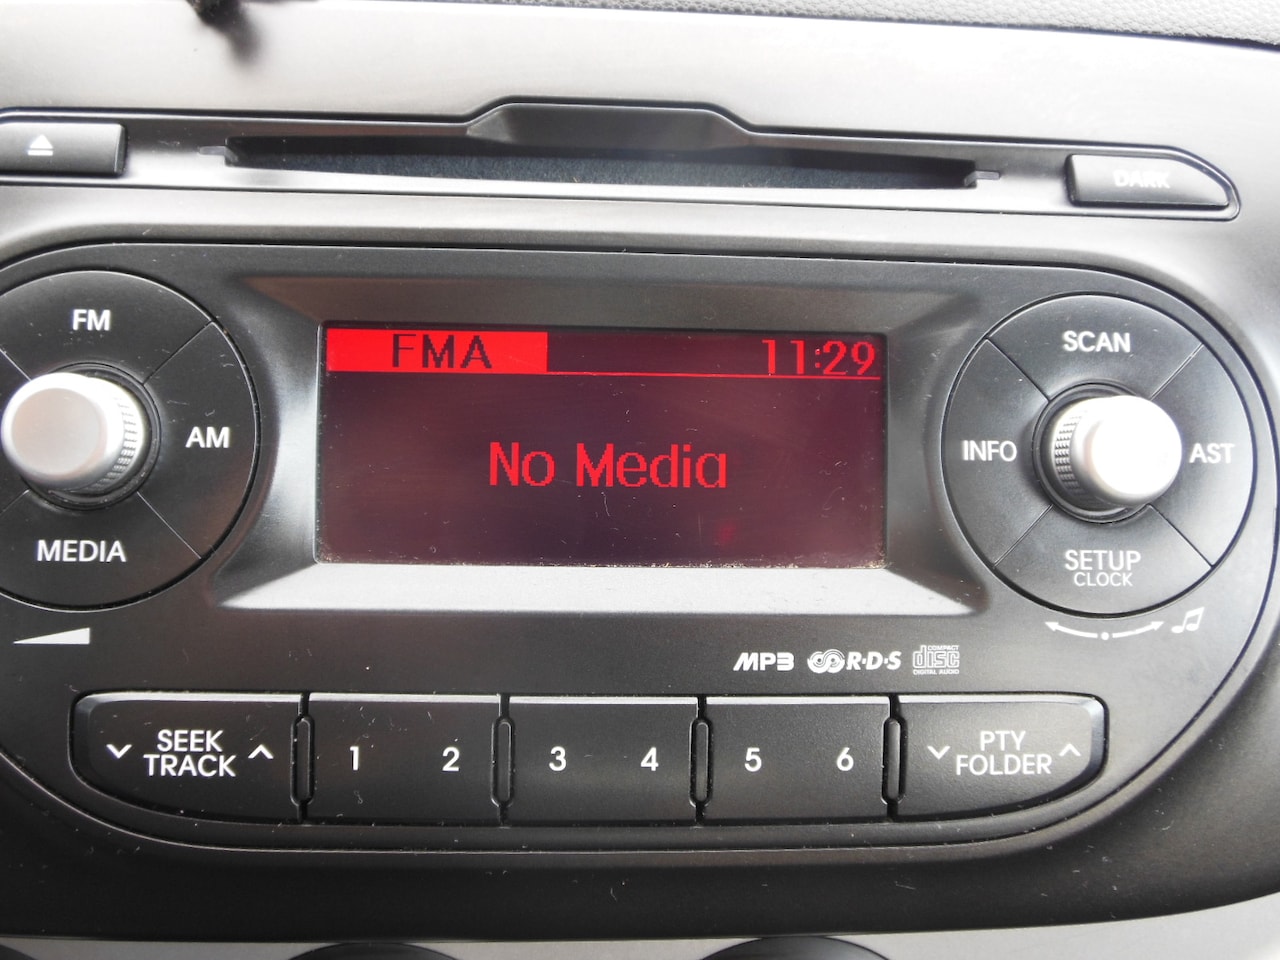 DARK
FM
AM
MEDIA
FMA 11:29
No Media
SCAN
INFO
AST
SETUP
CLOCK
MP3 R·D·S COMPACT disc DIGITAL AUDIO
SEEK
TRACK
1 2 3 4 5 6
PTY
FOLDER